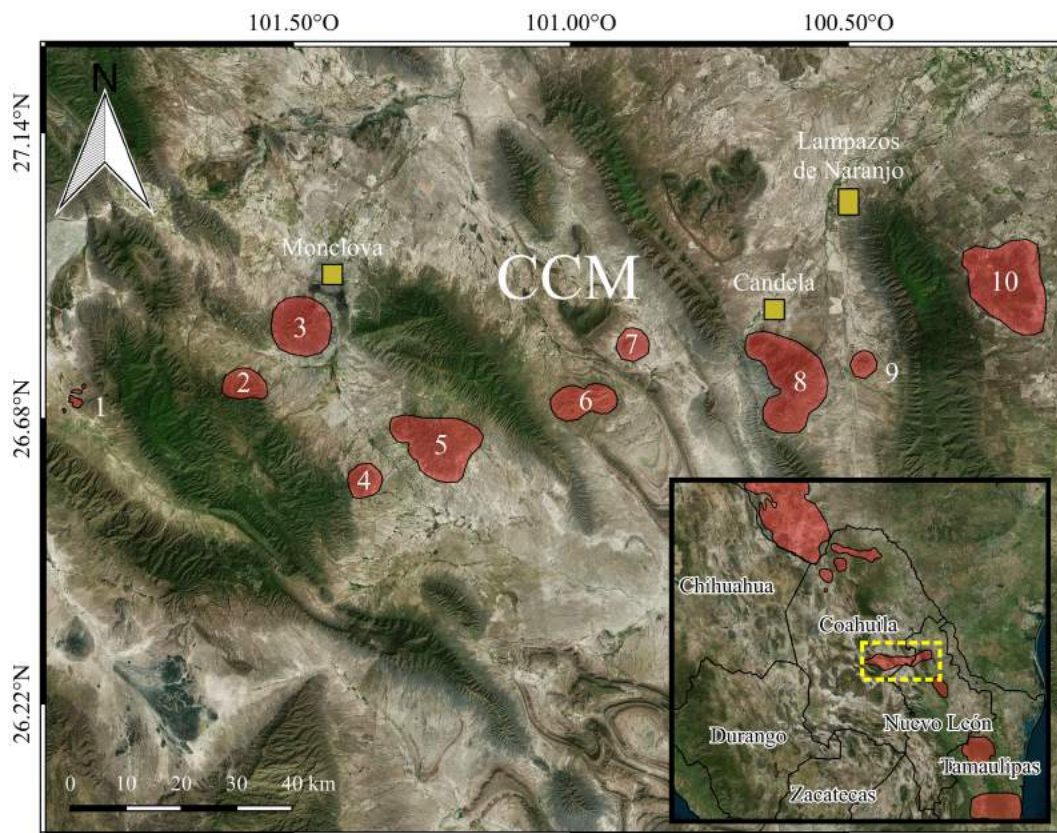 101.50°O
101.00°O
100.50°O
27.14°N
26.68°N
26.22°N
N
Lampazos
de Naranjo
Monclova
CCM
Candela
1
2
3
4
5
6
7
8
9
10
0 10 20 30 40 km
Chihuahua
Coahuila
Nuevo León
Durango
Tamaulipas
Zacatecas